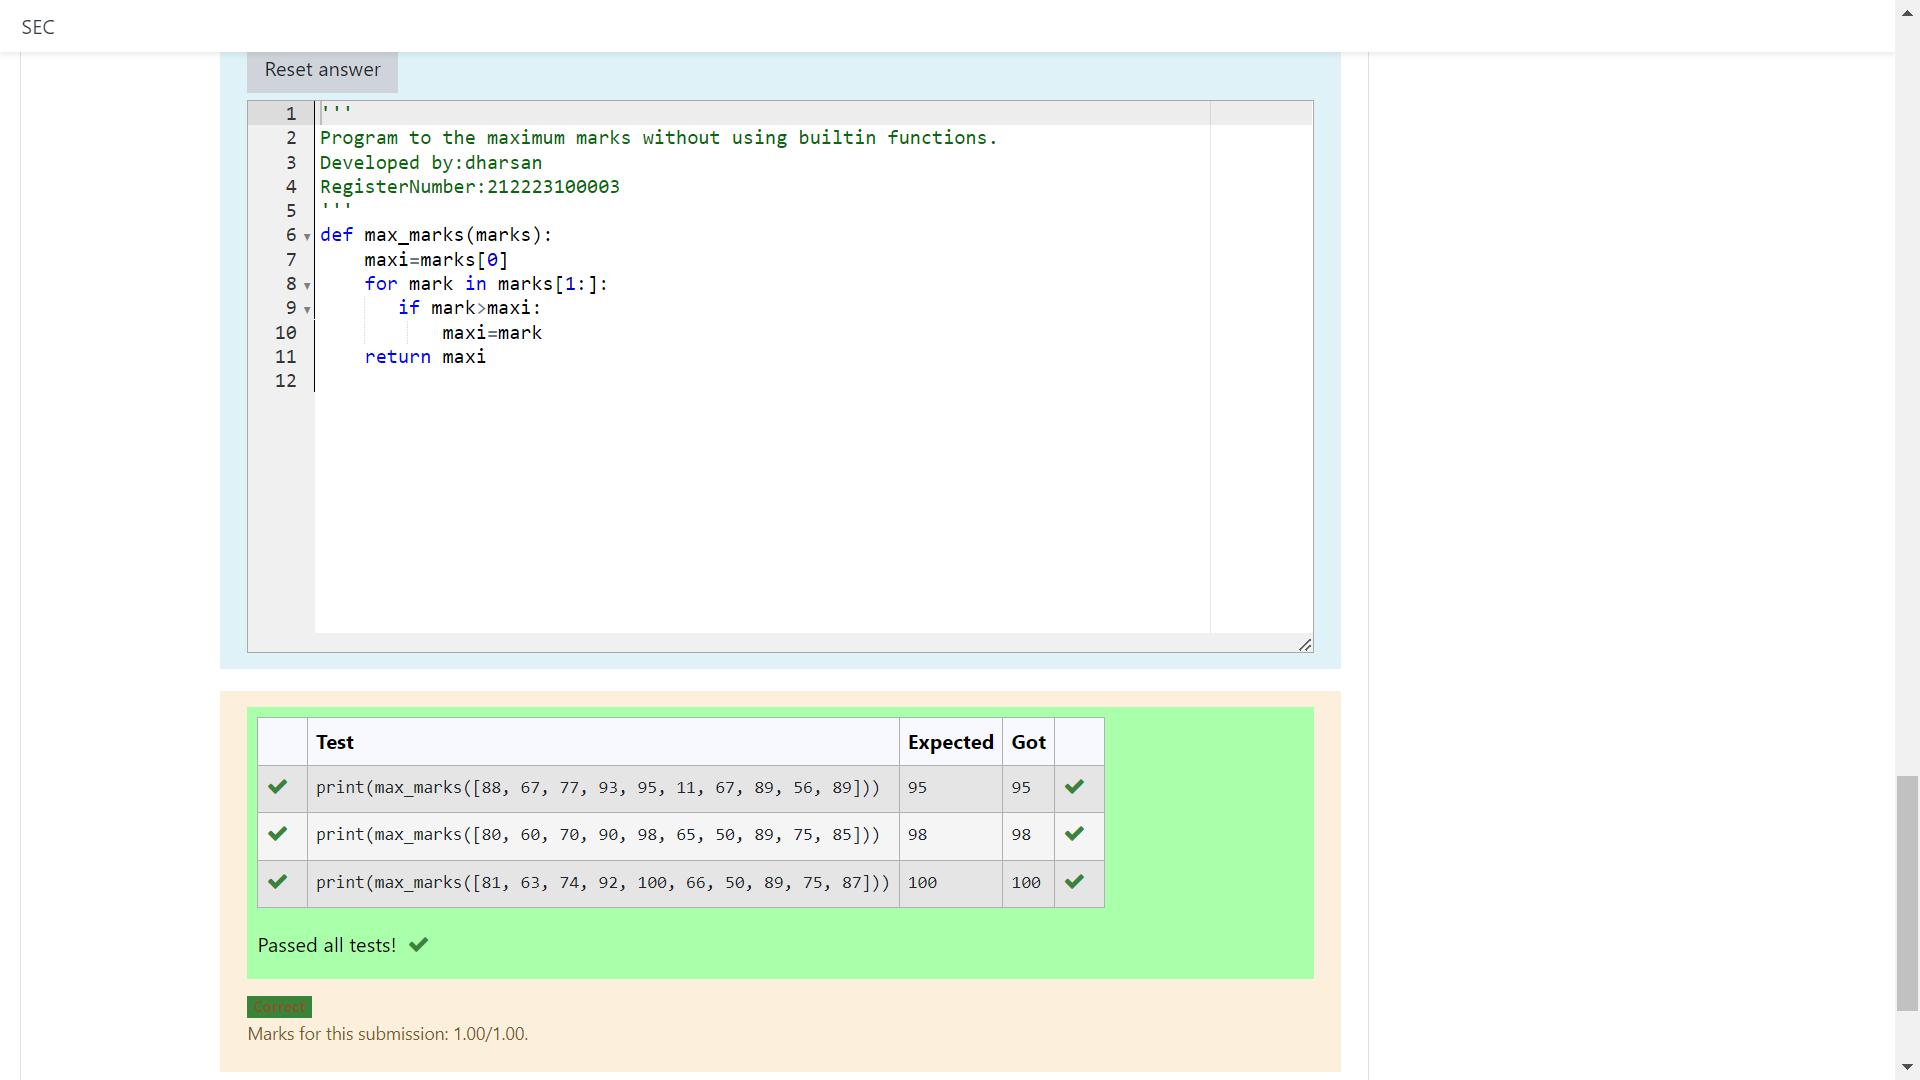 SEC
Reset answer
1 '''
2 Program to the maximum marks without using builtin functions.
3 Developed by:dharsan
4 RegisterNumber:212223100003
5 '''
6 def max_marks(marks):
7     maxi=marks[0]
8     for mark in marks[1:]:
9        if mark>maxi:
10            maxi=mark
11     return maxi
12
Test Expected Got
print(max_marks([88, 67, 77, 93, 95, 11, 67, 89, 56, 89])) 95 95
print(max_marks([80, 60, 70, 90, 98, 65, 50, 89, 75, 85])) 98 98
print(max_marks([81, 63, 74, 92, 100, 66, 50, 89, 75, 87])) 100 100
Passed all tests!
Correct
Marks for this submission: 1.00/1.00.